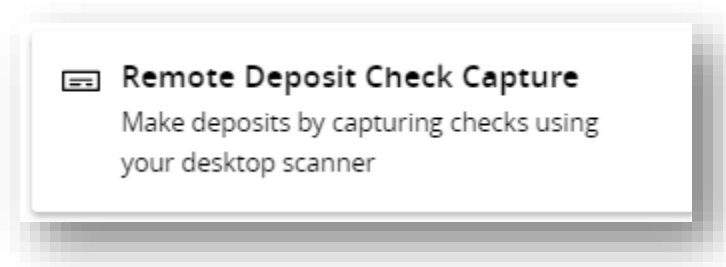 Remote Deposit Check Capture
Make deposits by capturing checks using
your desktop scanner